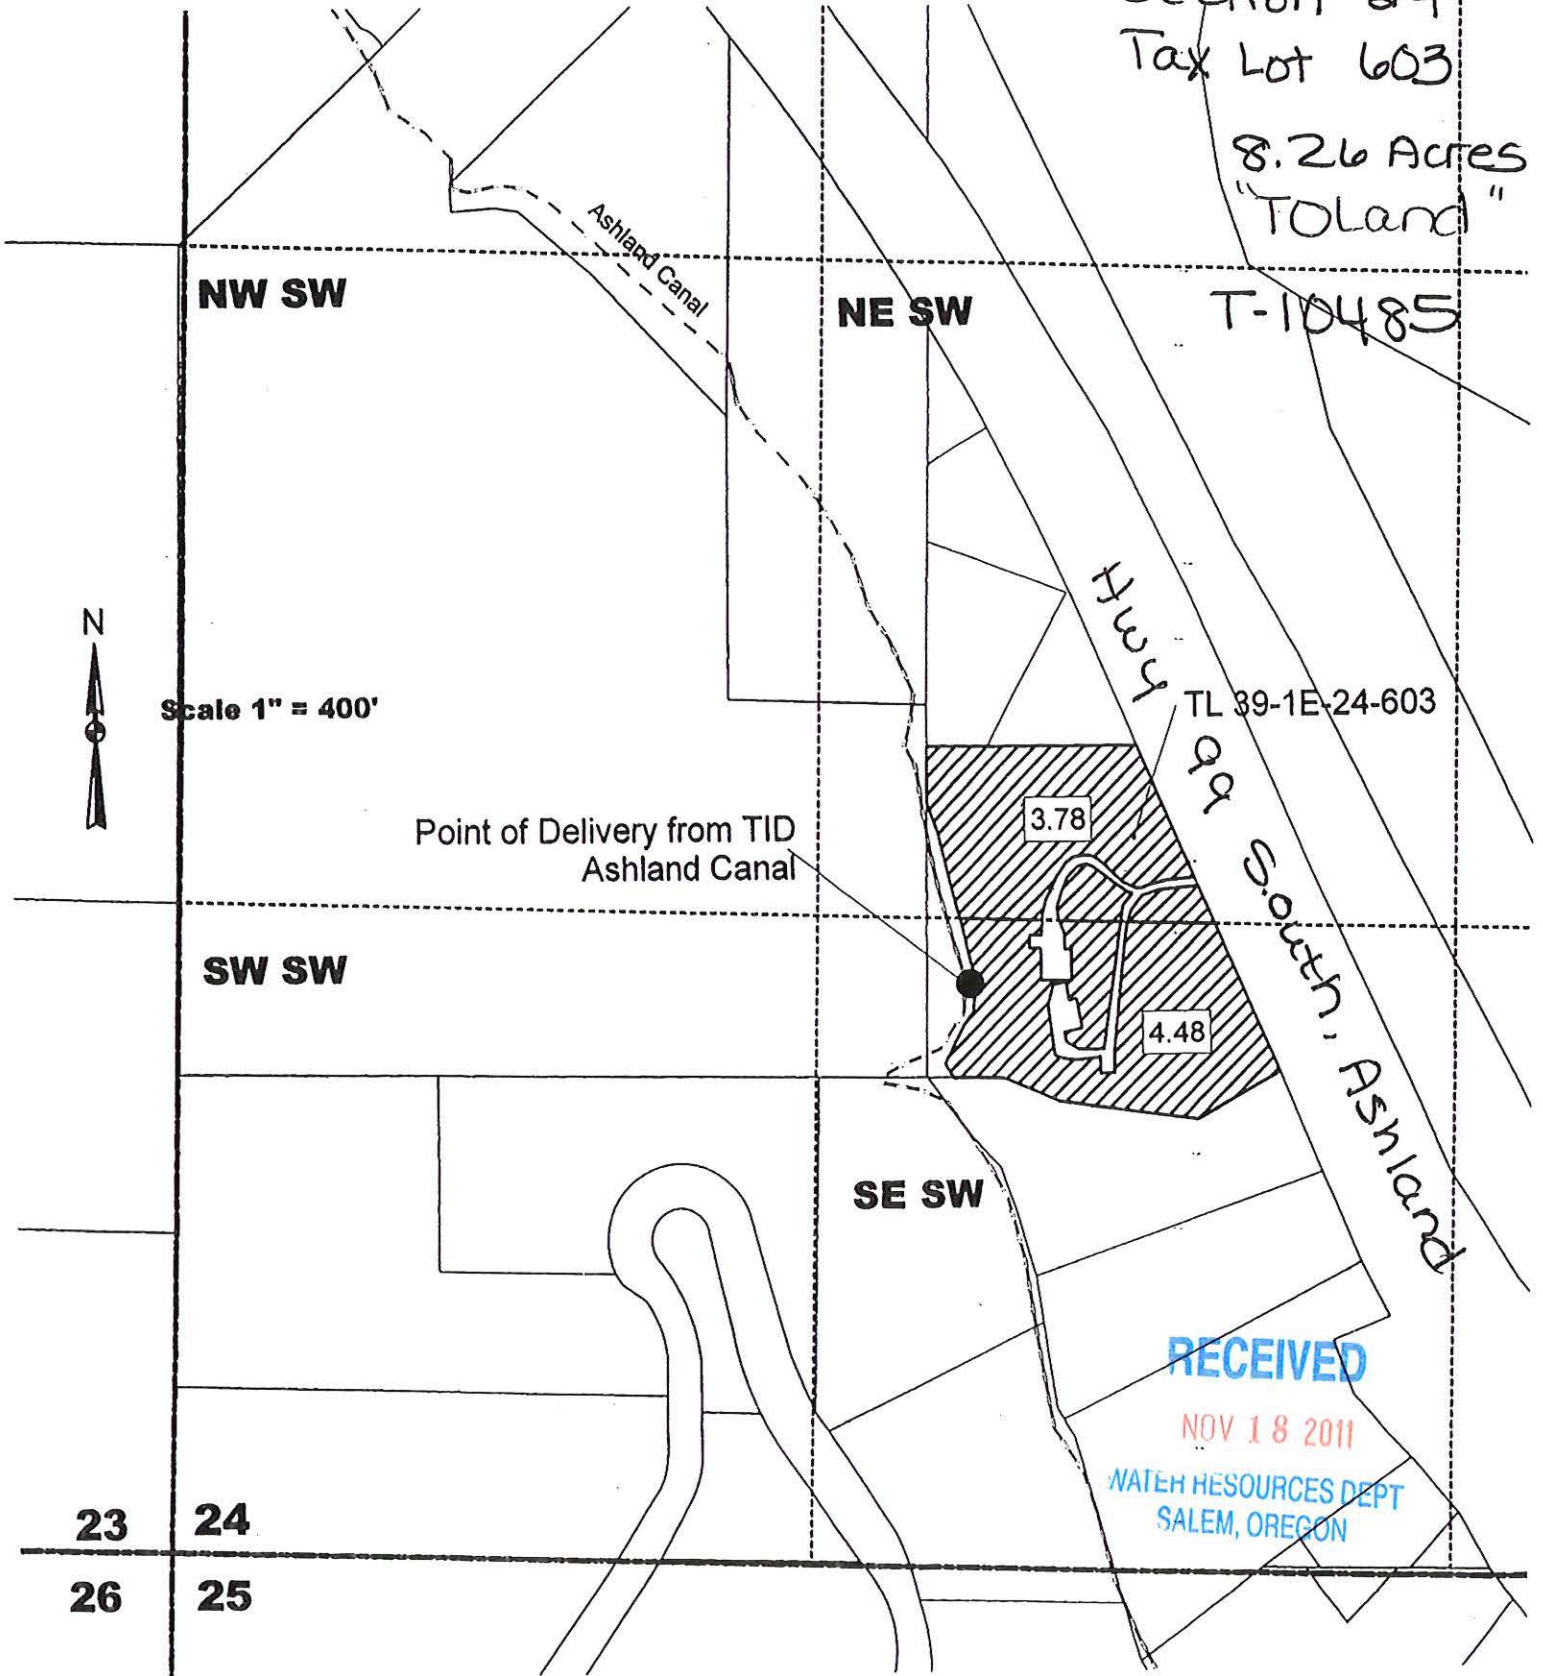 Tax Lot 603
8.26 Acres
"TOLand"
T-10485
Ashland Canal
NW SW
NE SW
N
Scale 1" = 400'
Hwy 99 South, Ashland
TL 39-1E-24-603
3.78
Point of Delivery from TID
Ashland Canal
SW SW
4.48
SE SW
RECEIVED
NOV 18 2011
WATER RESOURCES DEPT
SALEM, OREGON
23
24
26
25